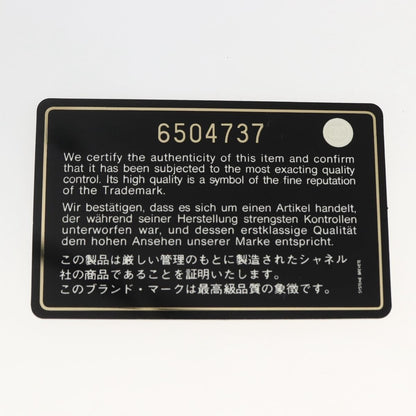 6504737
We certify the authenticity of this item and confirm
that it has been subjected to the most exacting quality
control. Its high quality is a symbol of the fine reputation
of the Trademark.
Wir bestätigen, dass es sich um einen Artikel handelt,
der während seiner Herstellung strengsten Kontrollen
unterworfen war, und dessen erstklassige Qualität
dem hohen Ansehen unserer Marke entspricht.
この製品は厳しい管理のもとに製造されたシャネル
社の商品であることを証明いたします。
このブランド・マークは最高級品質の象徴です。